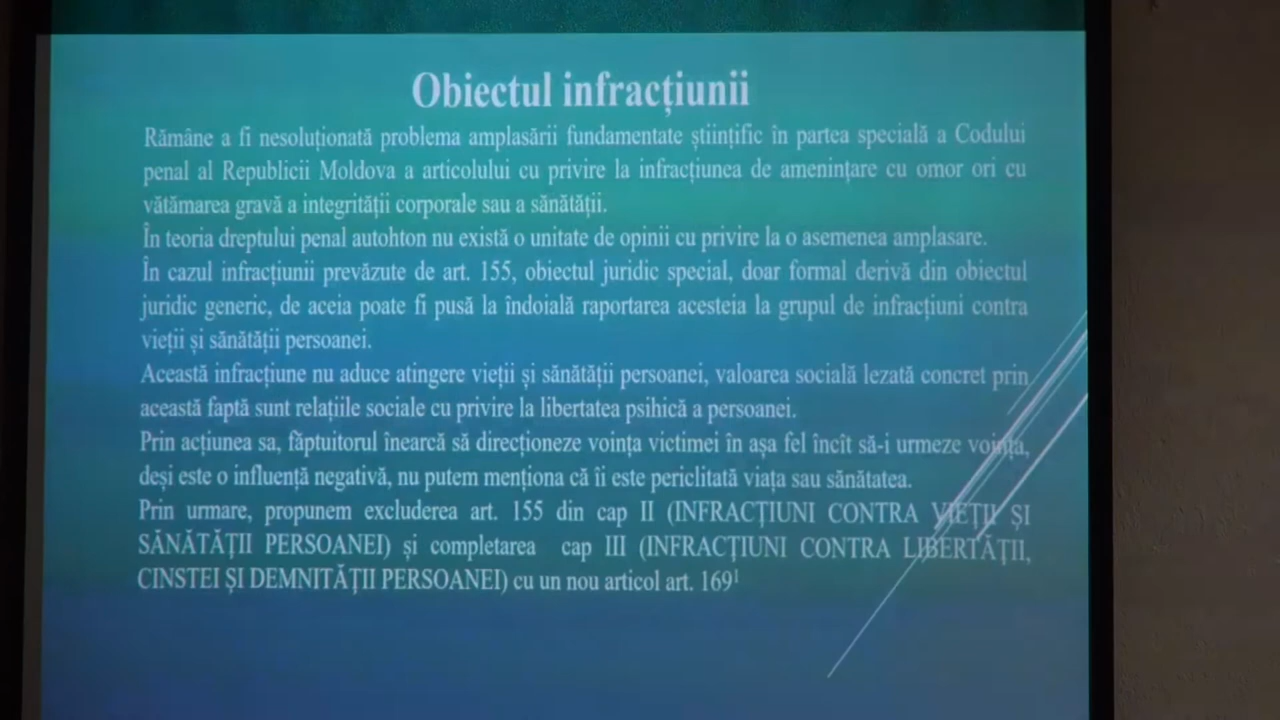 Obiectul infracțiunii
Rămâne a fi nesoluționată problema amplasării fundamentate științific în partea specială a Codului
penal al Republicii Moldova a articolului cu privire la infracțiunea de amenințare cu omor ori cu
vătămarea gravă a integrității corporale sau a sănătății.
În teoria dreptului penal autohton nu există o unitate de opinii cu privire la o asemenea amplasare.
În cazul infracțiunii prevăzute de art. 155, obiectul juridic special, doar formal derivă din obiectul
juridic generic, de aceia poate fi pusă la îndoială raportarea acesteia la grupul de infracțiuni contra
vieții și sănătății persoanei.
Această infracțiune nu aduce atingere vieții și sănătății persoanei, valoarea socială lezată concret prin
această faptă sunt relațiile sociale cu privire la libertatea psihică a persoanei.
Prin acțiunea sa, făptuitorul înearcă să direcționeze voința victimei în așa fel încît să-i urmeze voința,
deși este o influență negativă, nu putem menționa că îi este periclitată viața sau sănătatea.
Prin urmare, propunem excluderea art. 155 din cap II (INFRACȚIUNI CONTRA VIEȚII ȘI
SĂNĂTĂȚII PERSOANEI) și completarea cap III (INFRACȚIUNI CONTRA LIBERTĂȚII,
CINSTEI ȘI DEMNITĂȚII PERSOANEI) cu un nou articol art. 169¹